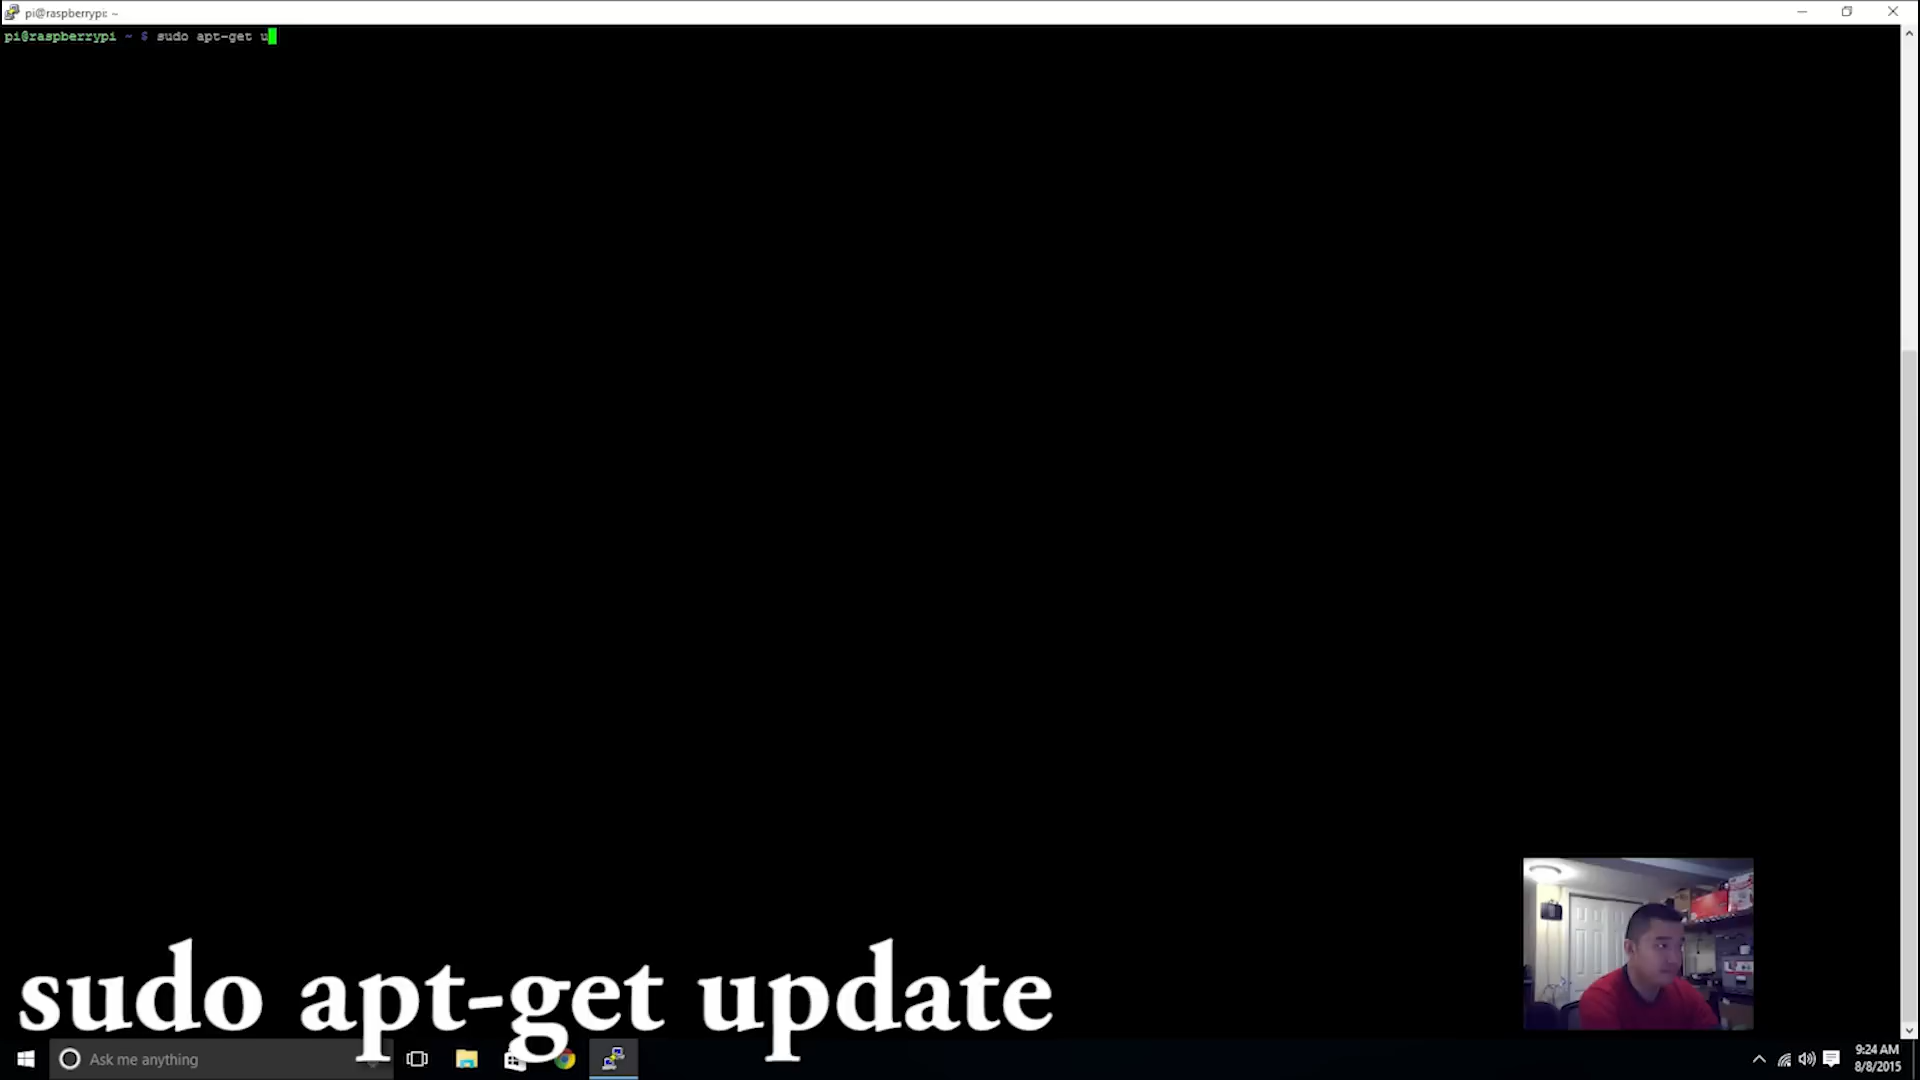 pi@raspberrypi: ~
pi@raspberrypi ~ $ sudo apt-get u
sudo apt-get update
Ask me anything
9:24 AM
8/8/2015